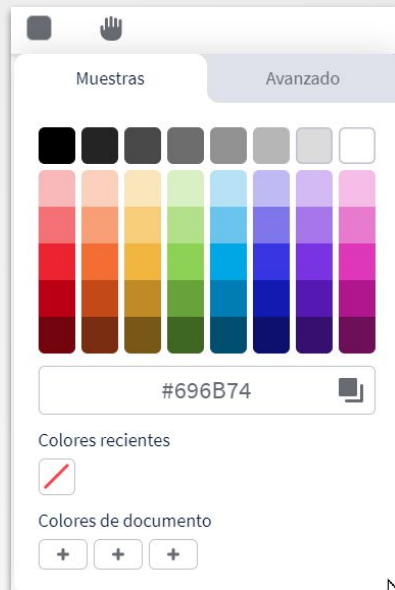 Muestras
Avanzado
#696B74
Colores recientes
Colores de documento